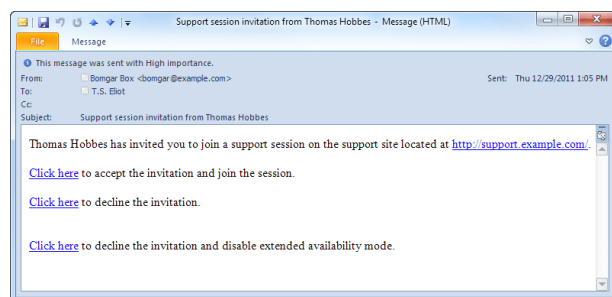 Support session invitation from Thomas Hobbes - Message (HTML)
File Message
This message was sent with High importance.
From: Bomgar Box <bomgar@example.com> Sent: Thu 12/29/2011 1:05 PM
To: T.S. Eliot
Cc:
Subject: Support session invitation from Thomas Hobbes
Thomas Hobbes has invited you to join a support session on the support site located at http://support.example.com/.
Click here to accept the invitation and join the session.
Click here to decline the invitation.
Click here to decline the invitation and disable extended availability mode.